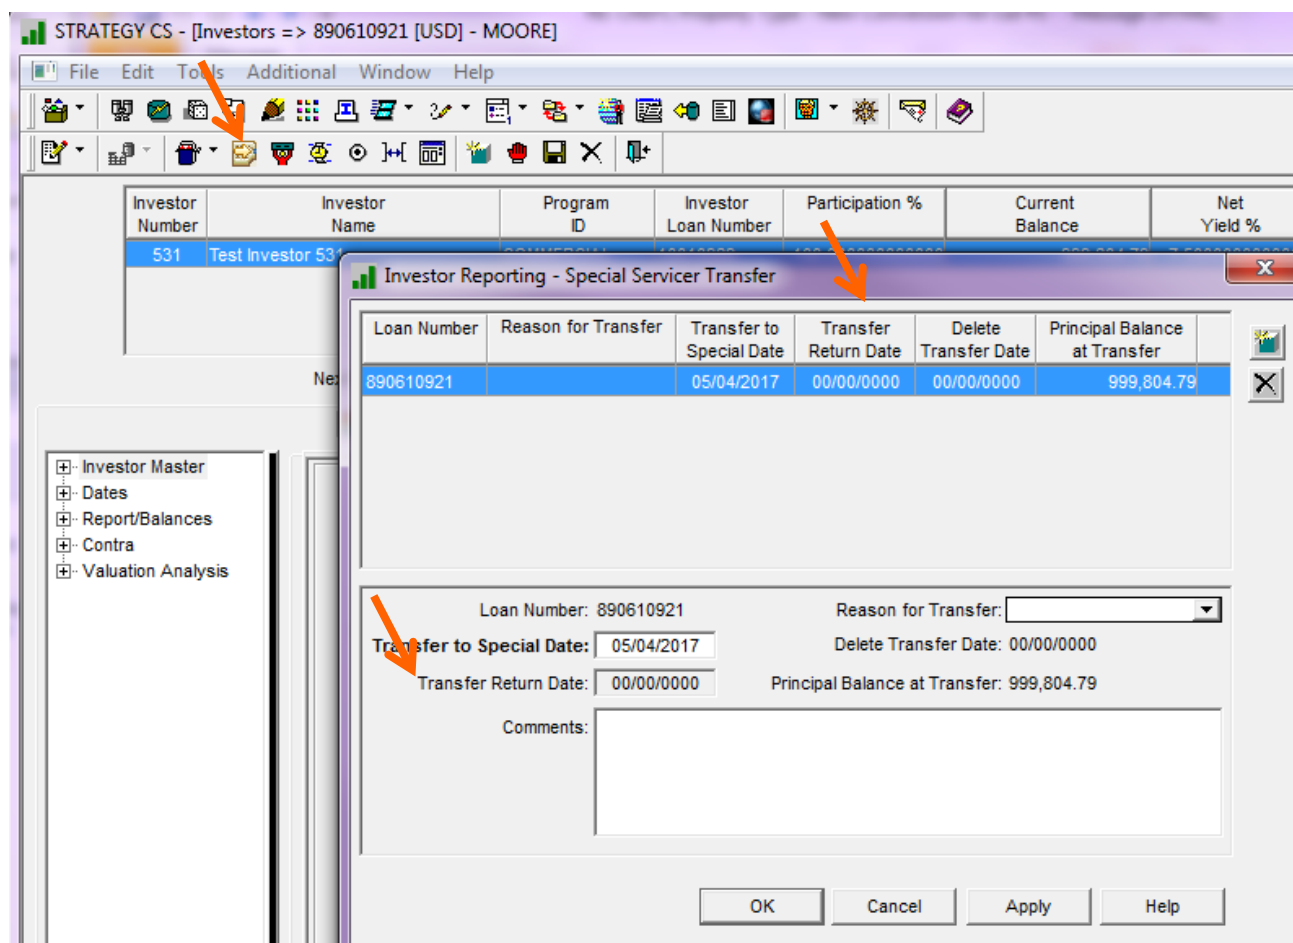 STRATEGY CS - [Investors => 890610921 [USD] - MOORE]
File Edit Tools Additional Window Help
Investor Number Investor Name Program ID Investor Loan Number Participation % Current Balance Net Yield %
531 Test Investor 531
Investor Reporting - Special Servicer Transfer
Loan Number Reason for Transfer Transfer to Special Date Transfer Return Date Delete Transfer Date Principal Balance at Transfer
890610921 05/04/2017 00/00/0000 00/00/0000 999,804.79
Investor Master
Dates
Report/Balances
Contra
Valuation Analysis
Loan Number: 890610921 Reason for Transfer:
Transfer to Special Date: 05/04/2017 Delete Transfer Date: 00/00/0000
Transfer Return Date: 00/00/0000 Principal Balance at Transfer: 999,804.79
Comments:
OK Cancel Apply Help